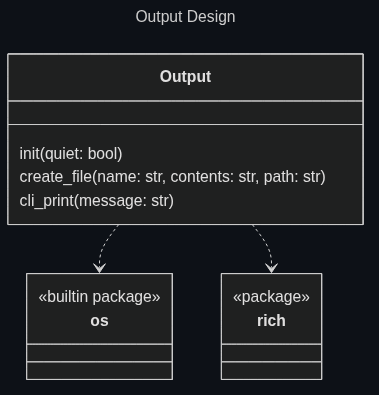 Output Design
Output
init(quiet: bool)
create_file(name: str, contents: str, path: str)
cli_print(message: str)
«builtin package»
os
«package»
rich